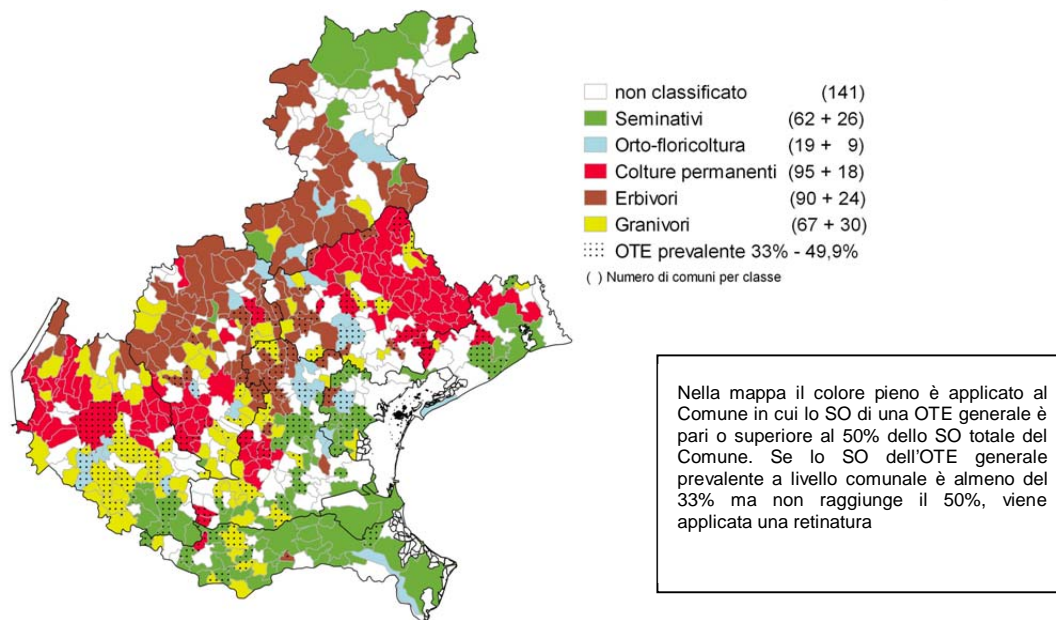 non classificato (141)
Seminativi (62 + 26)
Orto-floricoltura (19 + 9)
Colture permanenti (95 + 18)
Erbivori (90 + 24)
Granivori (67 + 30)
OTE prevalente 33% - 49,9%
( ) Numero di comuni per classe
Nella mappa il colore pieno è applicato al
Comune in cui lo SO di una OTE generale è
pari o superiore al 50% dello SO totale del
Comune. Se lo SO dell'OTE generale
prevalente a livello comunale è almeno del
33% ma non raggiunge il 50%, viene
applicata una retinatura